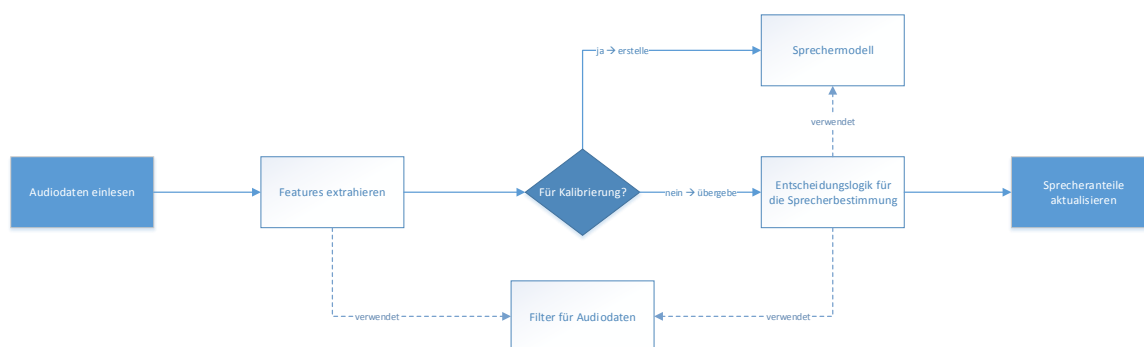 ja → erstelle
Sprechermodell
verwendet
Audiodaten einlesen
Features extrahieren
Für Kalibrierung?
nein → übergebe
Entscheidungslogik für
die Sprecherbestimmung
Sprecheranteile
aktualisieren
verwendet
Filter für Audiodaten
verwendet